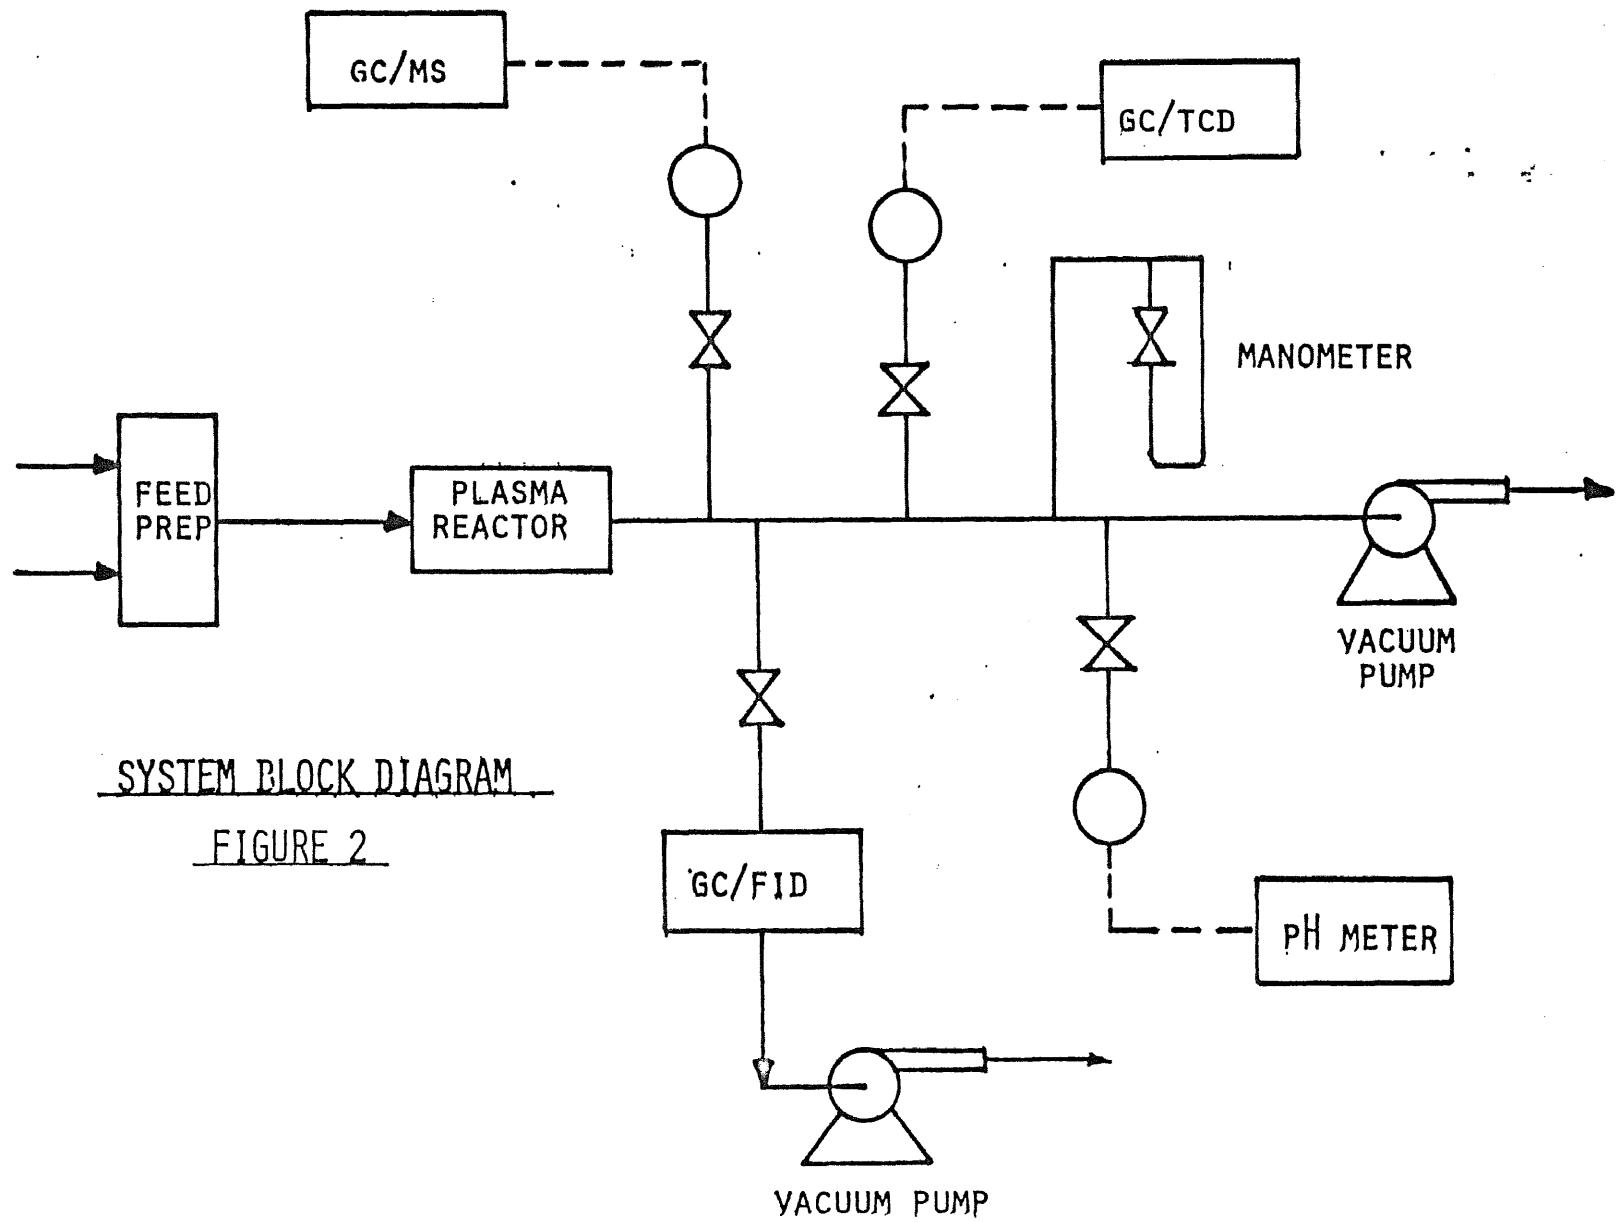 GC/MS
GC/TCD
MANOMETER
FEED
PREP
PLASMA
REACTOR
VACUUM
PUMP
SYSTEM BLOCK DIAGRAM
FIGURE 2
GC/FID
PH METER
VACUUM PUMP